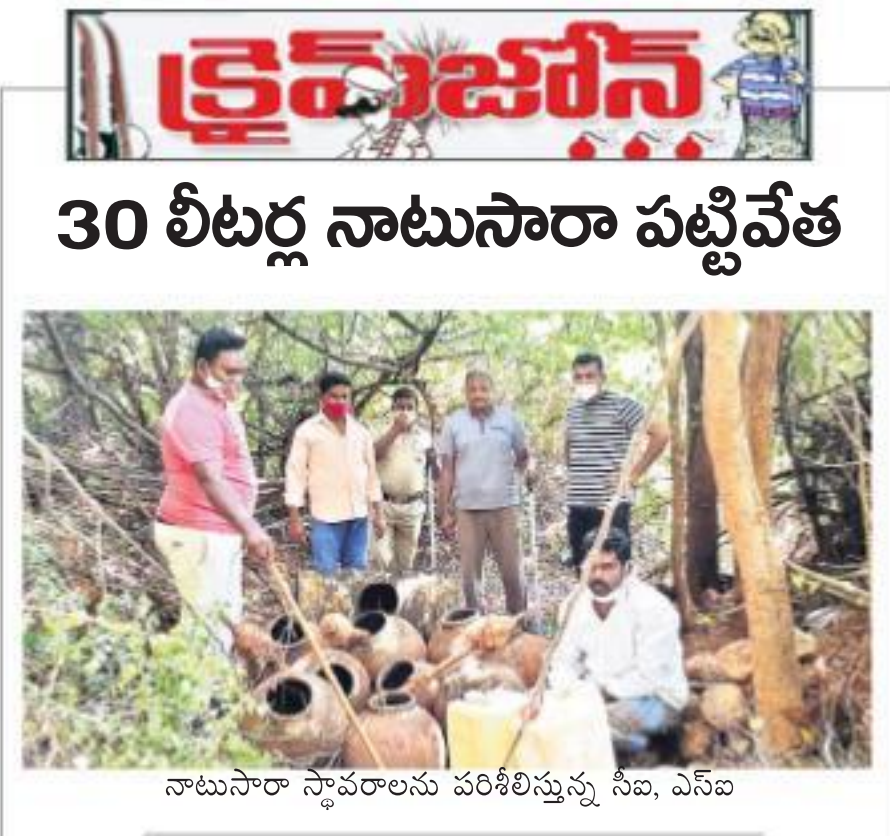 క్రైమ్‌జోన్
30 లీటర్ల నాటుసారా పట్టివేత
నాటుసారా స్థావరాలను పరిశీలిస్తున్న సీఐ, ఎస్ఐ